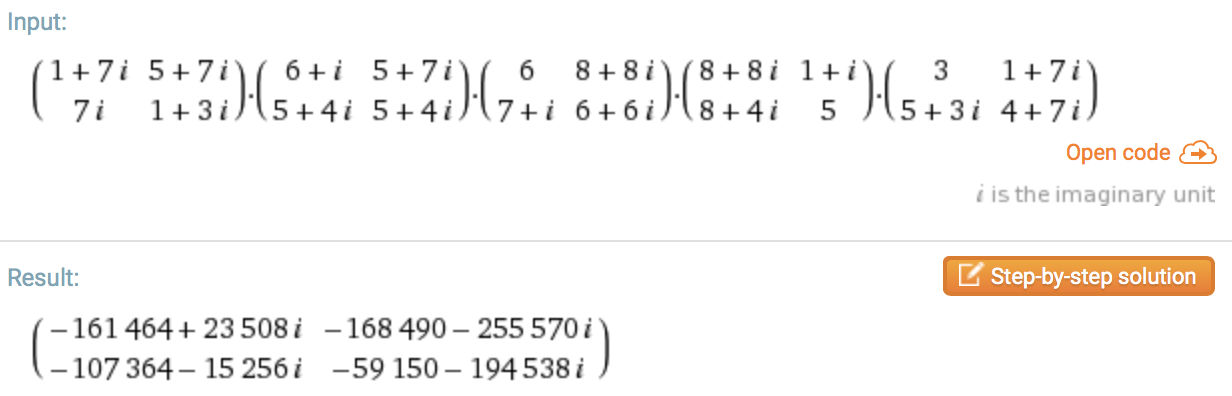 Input:
(1+7i 5+7i)·(6+i 5+7i)·(6 8+8i)·(8+8i 1+i)·(3 1+7i)
(7i 1+3i) (5+4i 5+4i) (7+i 6+6i) (8+4i 5) (5+3i 4+7i)
Open code
i is the imaginary unit
Result:
Step-by-step solution
(−161 464+ 23 508 i −168 490 − 255 570 i)
(−107 364 − 15 256 i −59 150 − 194 538 i)